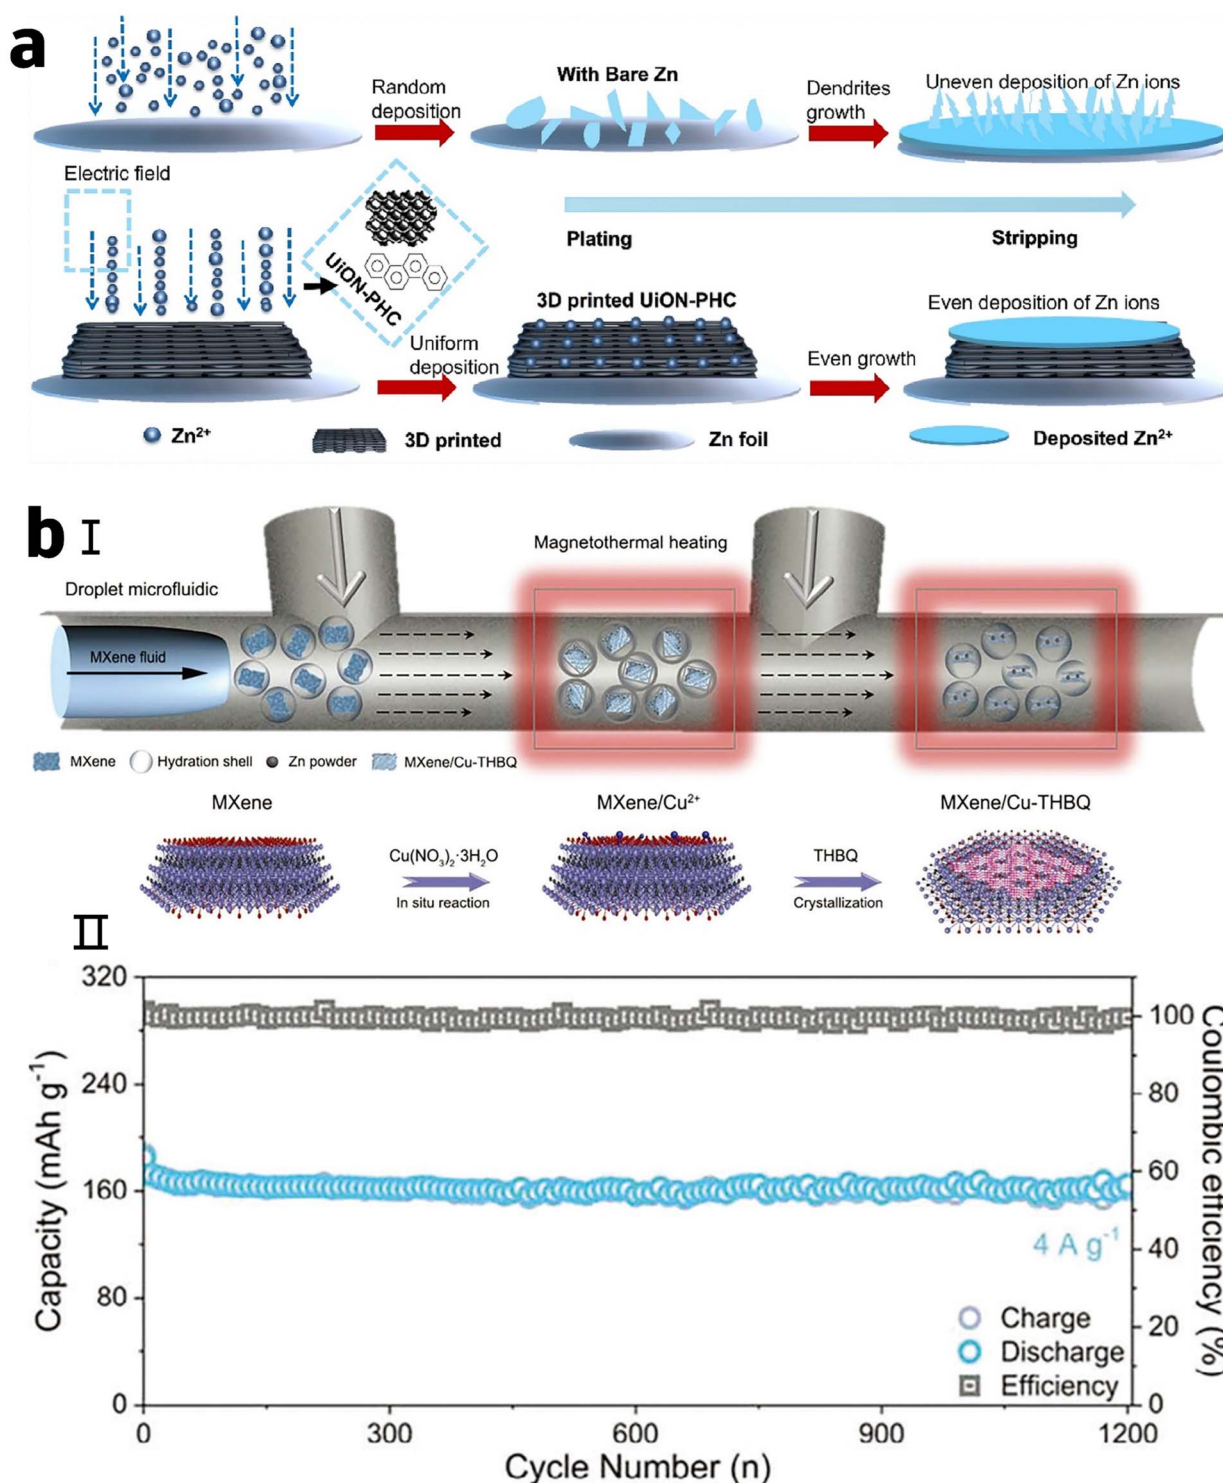 a
Random
deposition
With Bare Zn
Dendrites
growth
Uneven deposition of Zn ions
Electric field
UiON-PHC
Plating
Stripping
3D printed UiON-PHC
Even deposition of Zn ions
Uniform
deposition
Even growth
Zn²⁺
3D printed
Zn foil
Deposited Zn²⁺
b I
Magnetothermal heating
Droplet microfluidic
MXene fluid
MXene
Hydration shell
Zn powder
MXene/Cu-THBQ
MXene
MXene/Cu²⁺
MXene/Cu-THBQ
Cu(NO₃)₂·3H₂O
In situ reaction
THBQ
Crystallization
II
320
240
160
80
0
Capacity (mAh g⁻¹)
100
80
60
40
20
0
Coulombic efficiency (%)
4 A g⁻¹
Charge
Discharge
Efficiency
0 300 600 900 1200
Cycle Number (n)